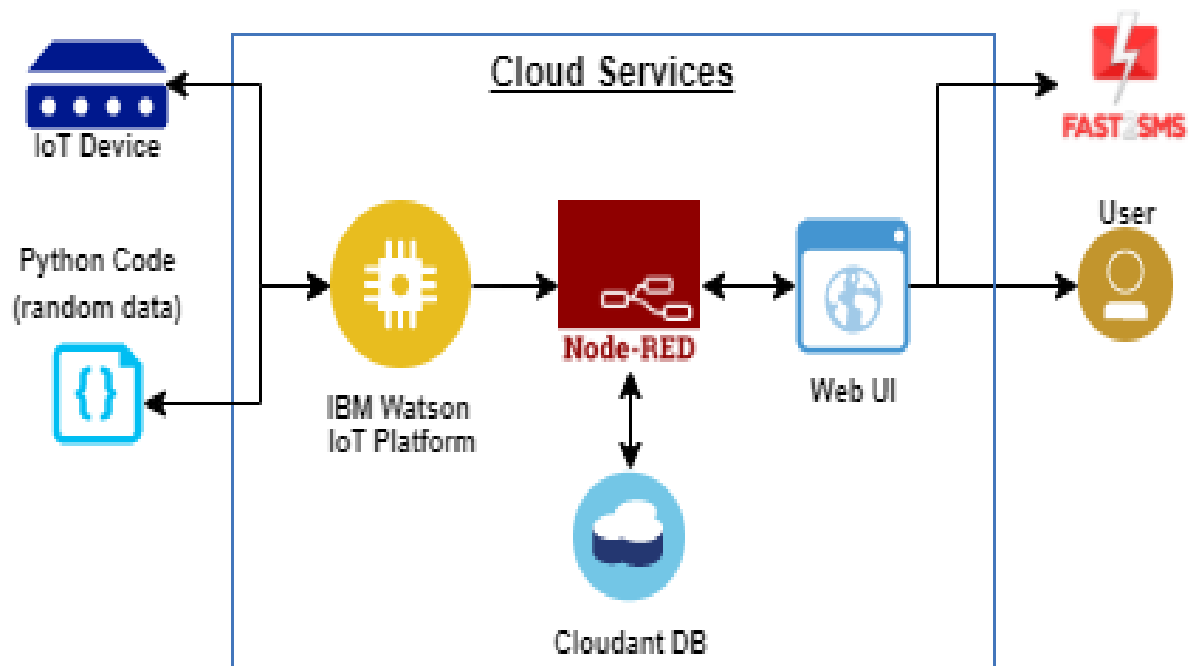 Cloud Services
IoT Device
FAST2SMS
User
Python Code
(random data)
Node-RED
Web UI
IBM Watson
IoT Platform
Cloudant DB